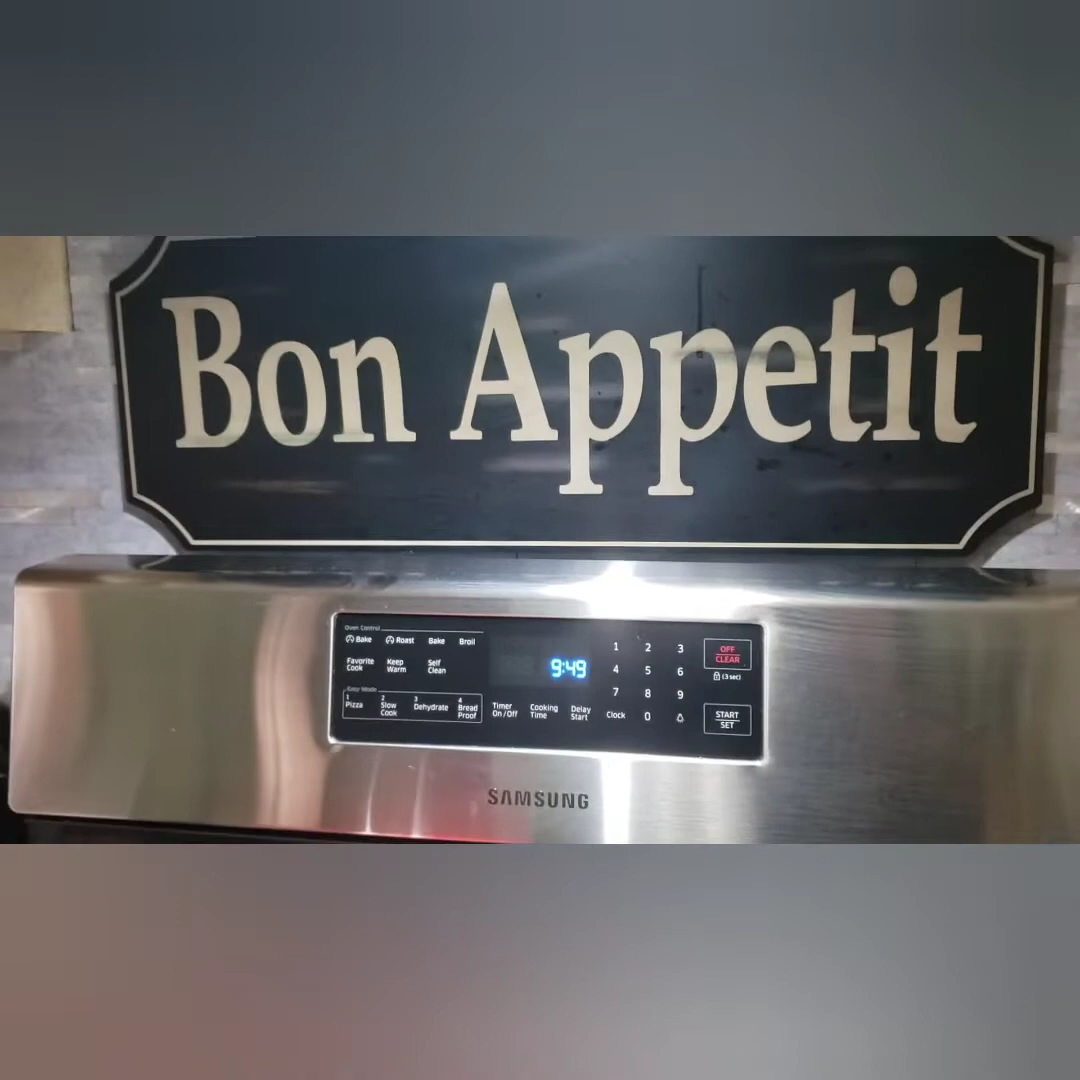 Bon Appetit
Oven Control
Bake Roast Bake Broil
Favorite Cook Keep Warm Self Clean
Easy Mode
1 Pizza 2 Slow Cook 3 Dehydrate 4 Bread Proof
9:49
Timer On/Off Cooking Time Delay Start
1 2 3
4 5 6
7 8 9
Clock 0
OFF
CLEAR
(3 sec)
START
SET
SAMSUNG